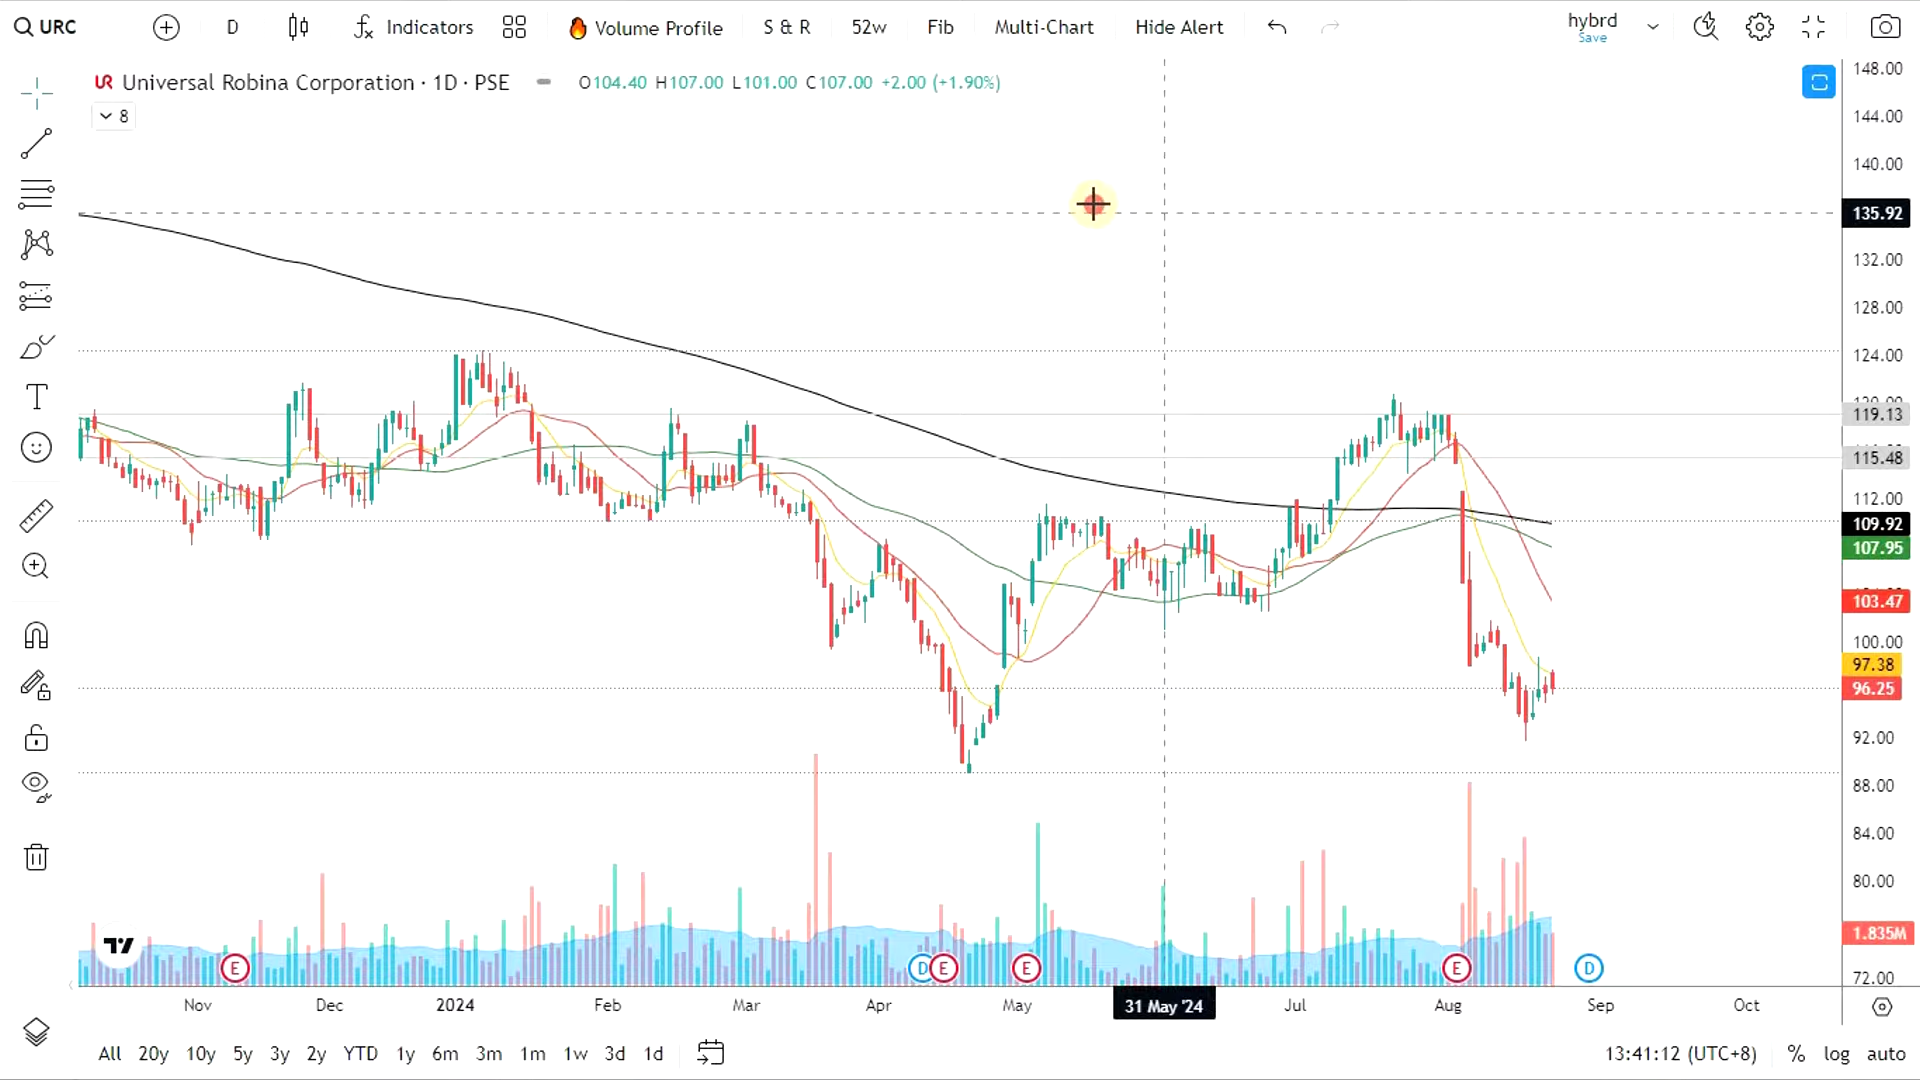 URC
D
Indicators
Volume Profile
S & R
52w
Fib
Multi-Chart
Hide Alert
hybrd
Save
UR Universal Robina Corporation · 1D · PSE
O104.40 H107.00 L101.00 C107.00 +2.00 (+1.90%)
8
148.00
144.00
140.00
135.92
132.00
128.00
124.00
119.13
115.48
112.00
109.92
107.95
103.47
100.00
97.38
96.25
92.00
88.00
84.00
80.00
1.835M
72.00
E
D
E
E
E
D
Nov
Dec
2024
Feb
Mar
Apr
May
31 May '24
Jul
Aug
Sep
Oct
All
20y
10y
5y
3y
2y
YTD
1y
6m
3m
1m
1w
3d
1d
13:41:12 (UTC+8)
%
log
auto